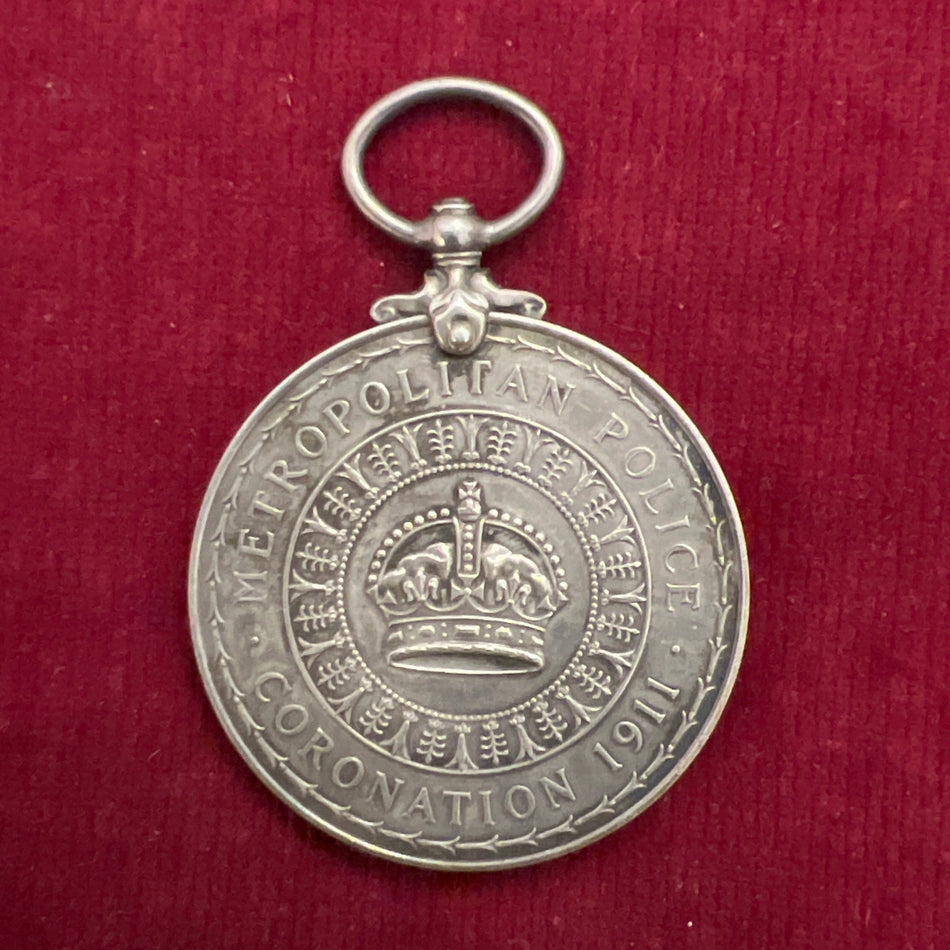 METROPOLITAN POLICE
· CORONATION 1911 ·